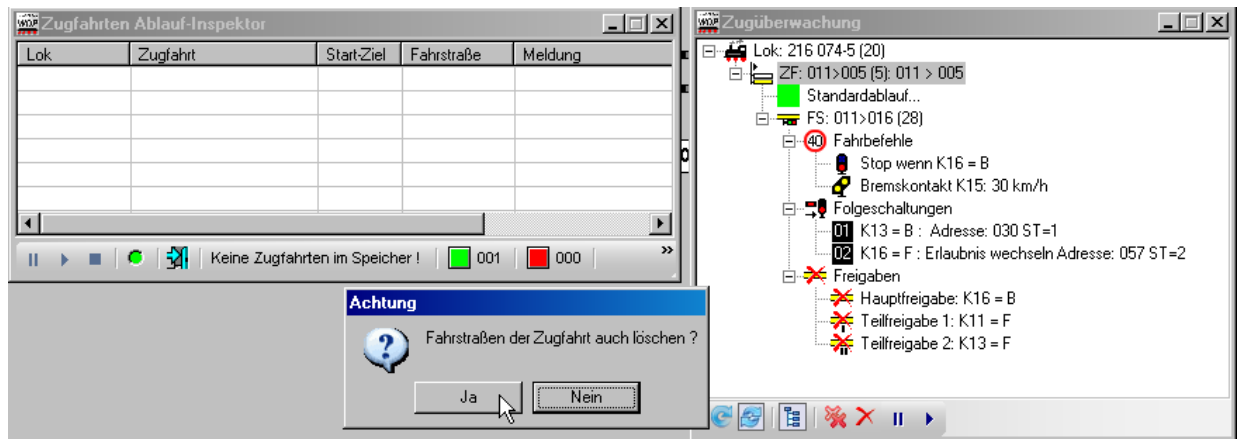 Zugfahrten Ablauf-Inspektor
Lok Zugfahrt Start-Ziel Fahrstraße Meldung
Keine Zugfahrten im Speicher ! 001 000 »
Achtung
Fahrstraßen der Zugfahrt auch löschen ?
Ja Nein
Zugüberwachung
Lok: 216 074-5 (20)
ZF: 011>005 (5): 011 > 005
Standardablauf...
FS: 011>016 (28)
40 Fahrbefehle
Stop wenn K16 = B
Bremskontakt K15: 30 km/h
Folgeschaltungen
01 K13 = B : Adresse: 030 ST=1
02 K16 = F : Erlaubnis wechseln Adresse: 057 ST=2
Freigaben
Hauptfreigabe: K16 = B
Teilfreigabe 1: K11 = F
Teilfreigabe 2: K13 = F